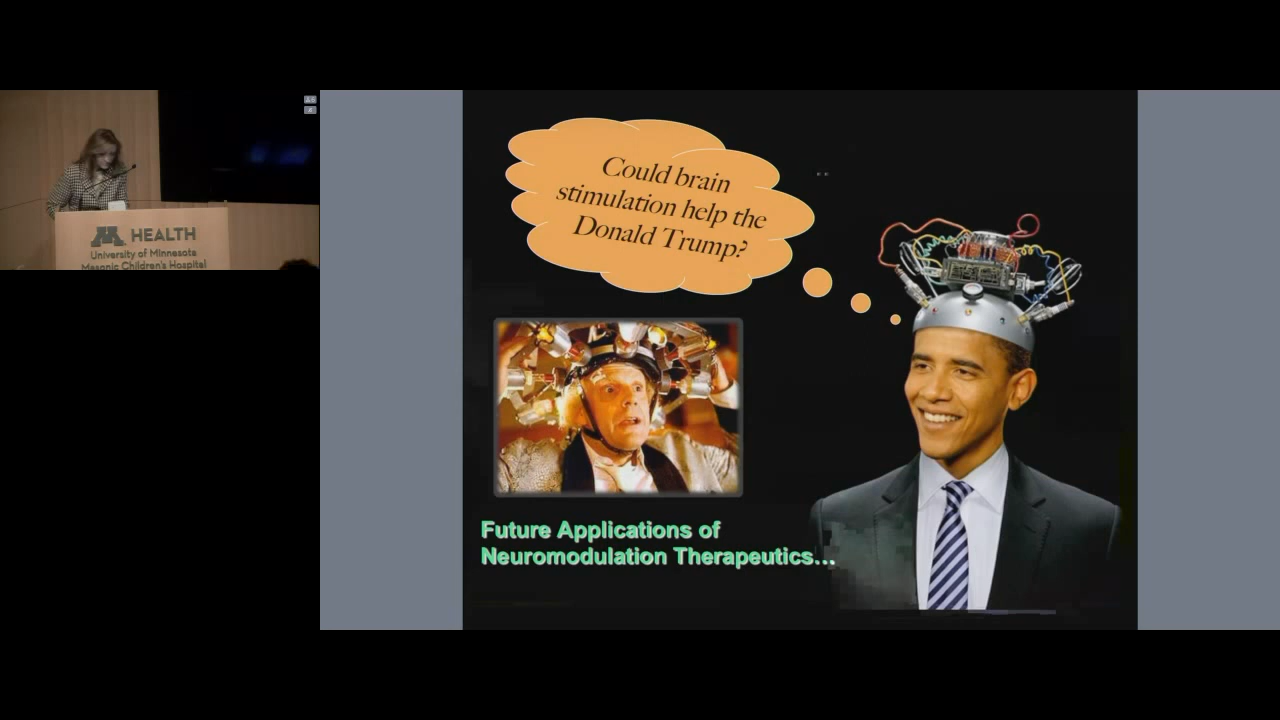 HEALTH
University of Minnesota
Masonic Children's Hospital
Could brain
stimulation help the
Donald Trump?
Future Applications of
Neuromodulation Therapeutics...